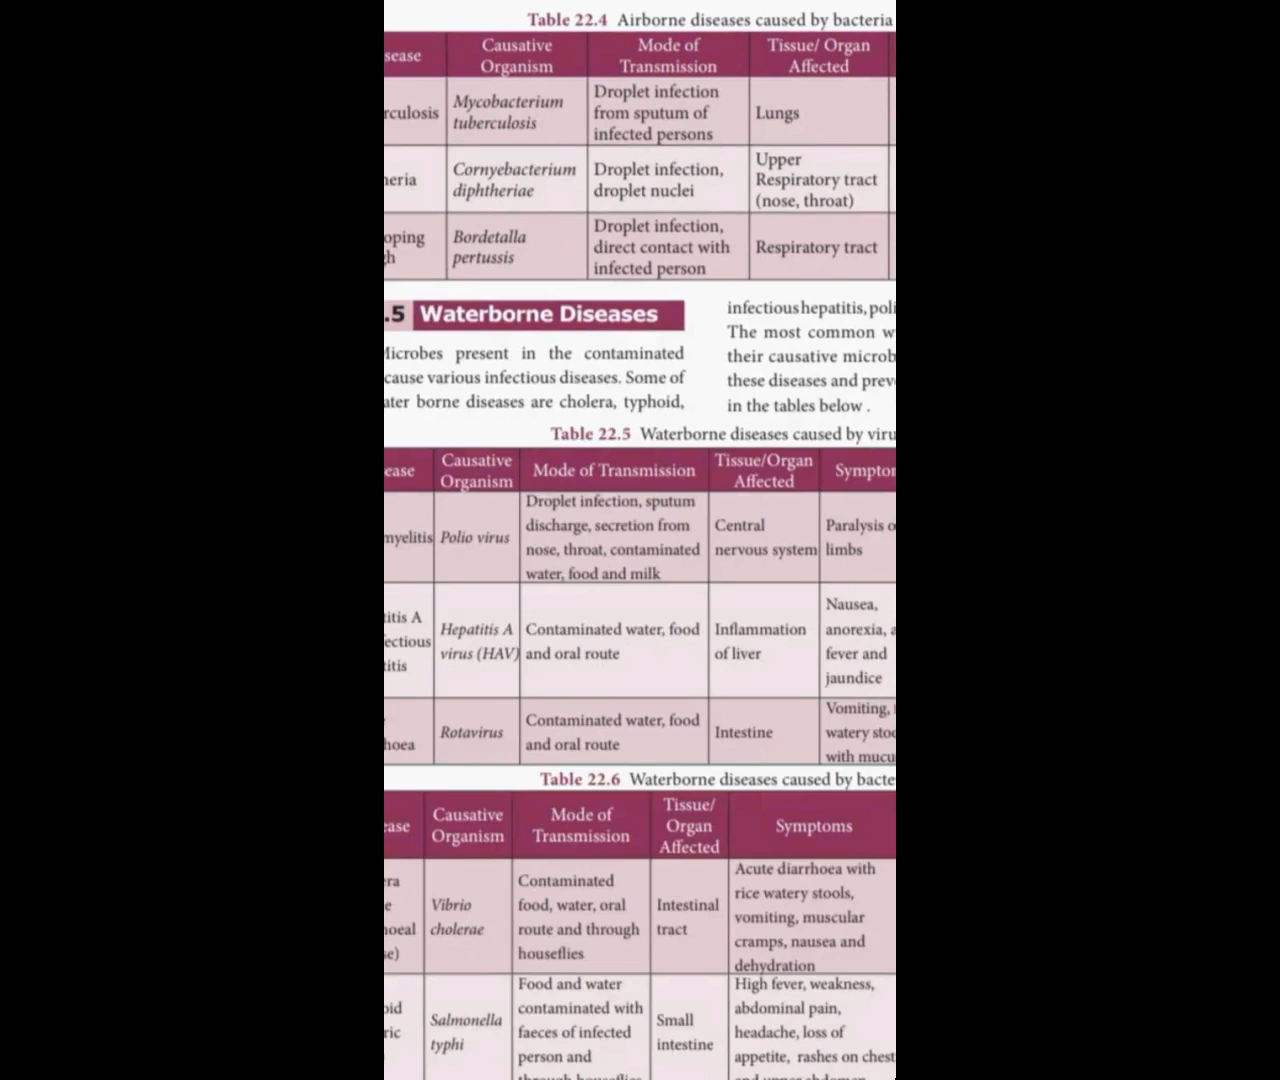 Table 22.4 Airborne diseases caused by bacteria
sease
Causative
Organism
Mode of
Transmission
Tissue/ Organ
Affected
rculosis
Mycobacterium
tuberculosis
Droplet infection
from sputum of
infected persons
Lungs
heria
Cornyebacterium
diphtheriae
Droplet infection,
droplet nuclei
Upper
Respiratory tract
(nose, throat)
oping
h
Bordetalla
pertussis
Droplet infection,
direct contact with
infected person
Respiratory tract
.5 Waterborne Diseases
Microbes present in the contaminated
cause various infectious diseases. Some of
ater borne diseases are cholera, typhoid,
infectious hepatitis, poli
The most common w
their causative microb
these diseases and prev
in the tables below .
Table 22.5 Waterborne diseases caused by viru
ease
Causative
Organism
Mode of Transmission
Tissue/Organ
Affected
Symptor
myelitis
Polio virus
Droplet infection, sputum
discharge, secretion from
nose, throat, contaminated
water, food and milk
Central
nervous system
Paralysis o
limbs
titis A
ectious
titis
Hepatitis A
virus (HAV)
Contaminated water, food
and oral route
Inflammation
of liver
Nausea,
anorexia, a
fever and
jaundice
hoea
Rotavirus
Contaminated water, food
and oral route
Intestine
Vomiting,
watery stoo
with mucu
Table 22.6 Waterborne diseases caused by bacte
ease
Causative
Organism
Mode of
Transmission
Tissue/
Organ
Affected
Symptoms
era
e
hoeal
se)
Vibrio
cholerae
Contaminated
food, water, oral
route and through
houseflies
Intestinal
tract
Acute diarrhoea with
rice watery stools,
vomiting, muscular
cramps, nausea and
dehydration
oid
ric
Salmonella
typhi
Food and water
contaminated with
faeces of infected
person and
through houseflies
Small
intestine
High fever, weakness,
abdominal pain,
headache, loss of
appetite, rashes on chest
and upper abdomen